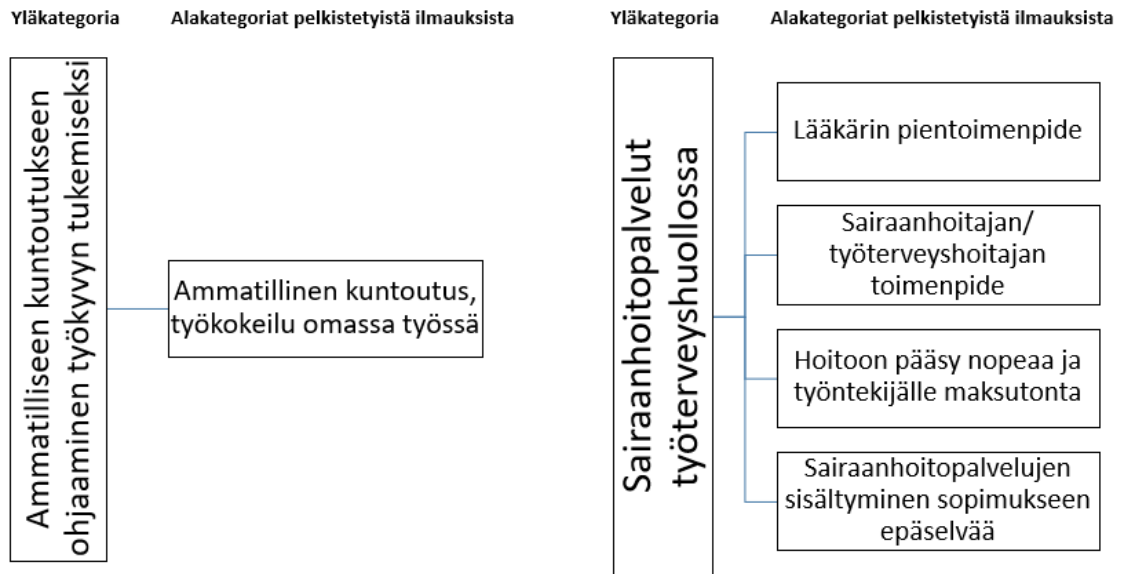 Yläkategoria
Alakategoriat pelkistetyistä ilmauksista
Ammatilliseen kuntoutukseen
ohjaaminen työkyvyn tukemiseksi
Ammatillinen kuntoutus,
työkokeilu omassa työssä
Yläkategoria
Alakategoriat pelkistetyistä ilmauksista
Sairaanhoitopalvelut
työterveyshuollossa
Lääkärin pientoimenpide
Sairaanhoitajan/
työterveyshoitajan
toimenpide
Hoitoon pääsy nopeaa ja
työntekijälle maksutonta
Sairaanhoitopalvelujen
sisältyminen sopimukseen
epäselvää